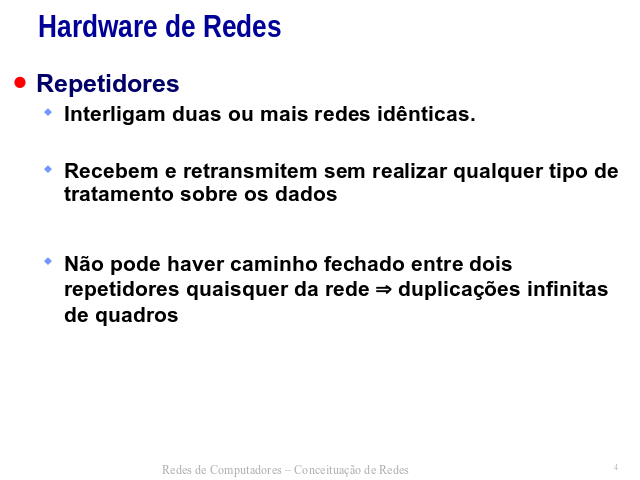 Hardware de Redes
Repetidores
Interligam duas ou mais redes idênticas.
Recebem e retransmitem sem realizar qualquer tipo de
tratamento sobre os dados
Não pode haver caminho fechado entre dois
repetidores quaisquer da rede ⇒ duplicações infinitas
de quadros
Redes de Computadores – Conceituação de Redes
4